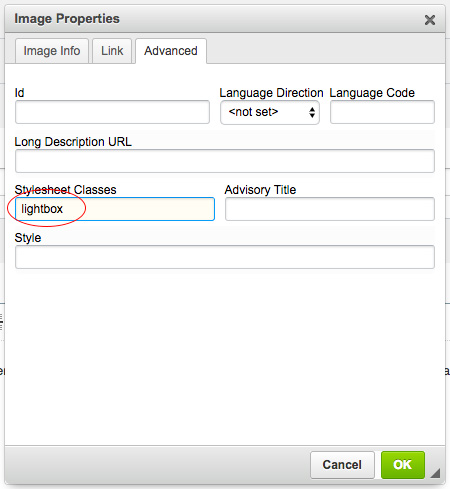 Image Properties
Image Info Link Advanced
Id Language Direction Language Code
<not set>
Long Description URL
Stylesheet Classes Advisory Title
lightbox
Style
Cancel OK